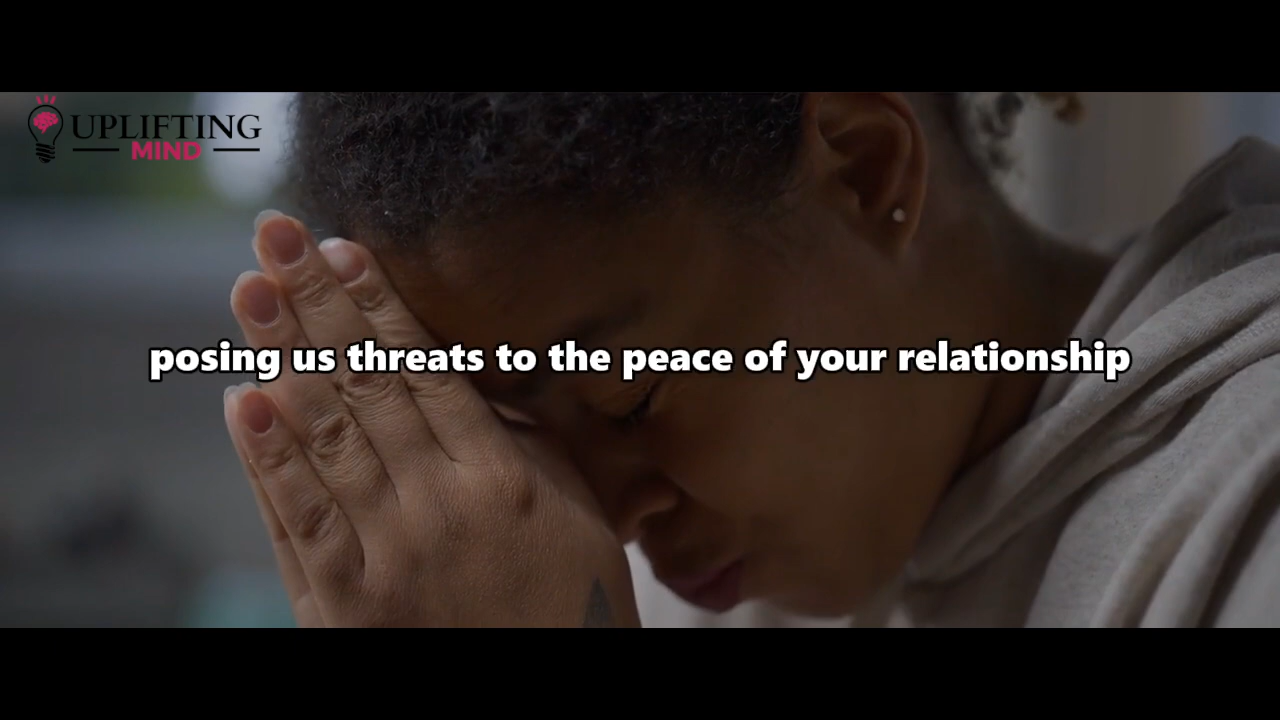 UPLIFTING
MIND
posing us threats to the peace of your relationship